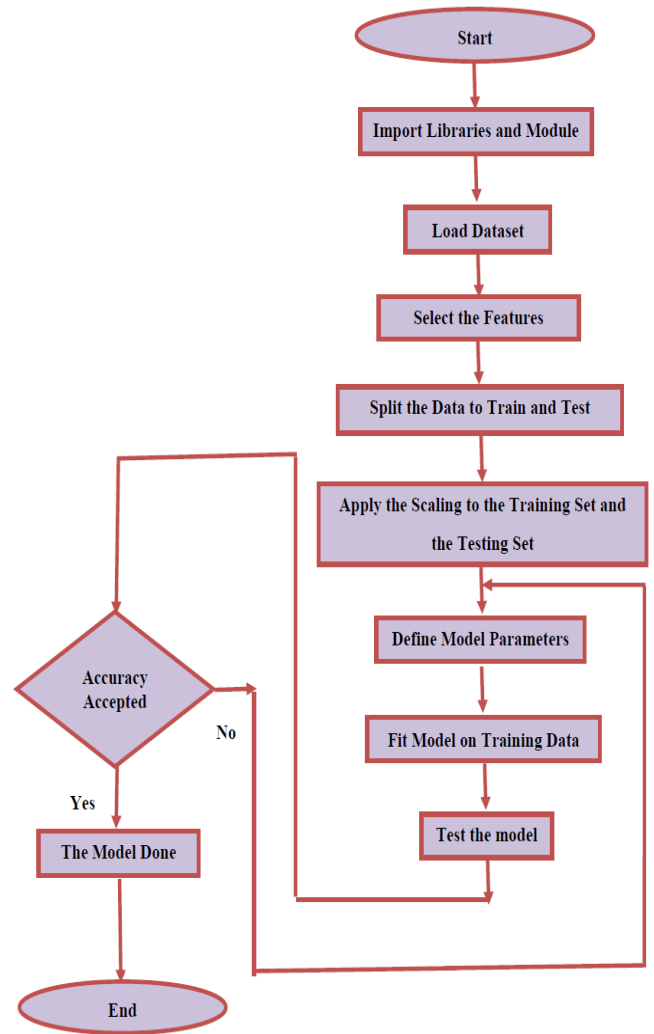 Start
Import Libraries and Module
Load Dataset
Select the Features
Split the Data to Train and Test
Apply the Scaling to the Training Set and
the Testing Set
Define Model Parameters
Fit Model on Training Data
Test the model
Accuracy
Accepted
No
Yes
The Model Done
End